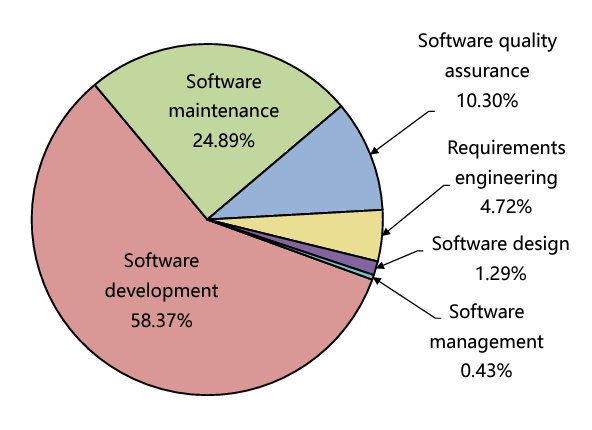 Software quality
assurance
10.30%
Software
maintenance
24.89%
Requirements
engineering
4.72%
Software design
1.29%
Software
development
58.37%
Software
management
0.43%